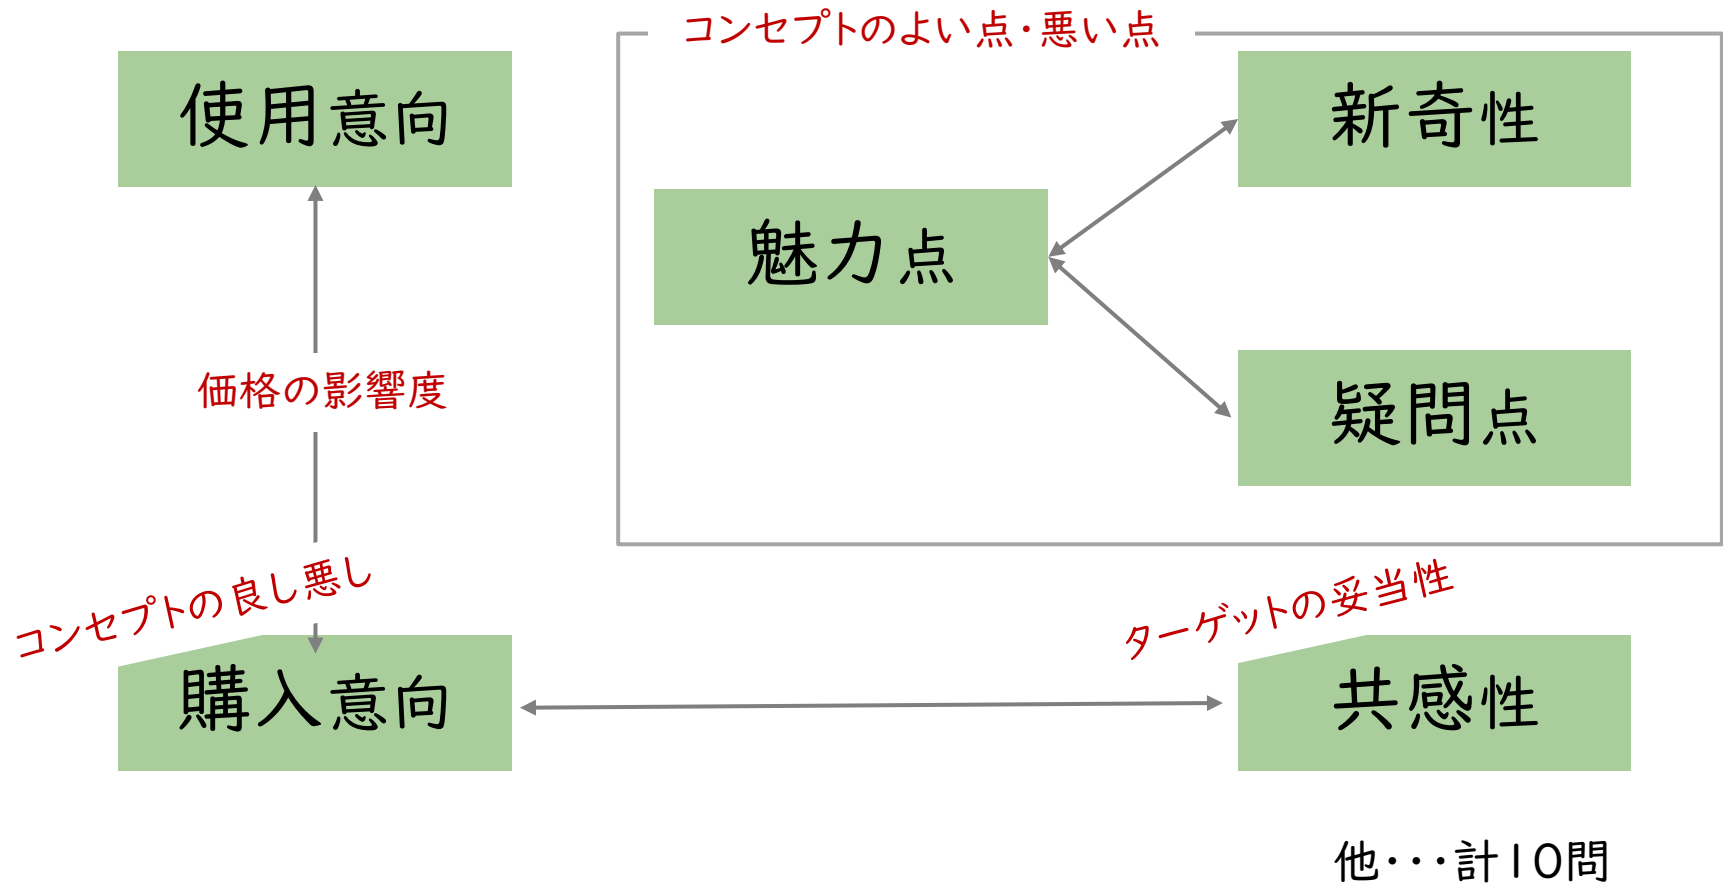 コンセプトのよい点・悪い点
使用意向
新奇性
魅力点
価格の影響度
疑問点
コンセプトの良し悪し
ターゲットの妥当性
購入意向
共感性
他・・・計10問